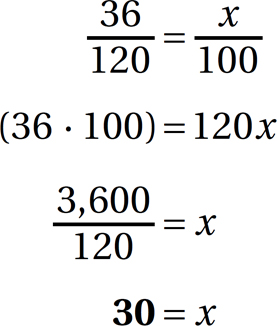 36/120 = x/100
(36 · 100) = 120x
3,600/120 = x
30 = x